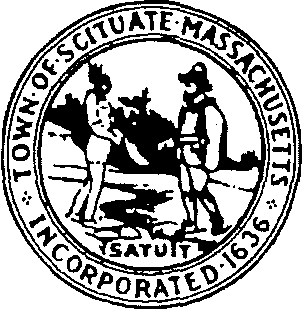 TOWN·OF·SCITUATE·MASSACHUSETTS
INCORPORATED·1636
SATUIT